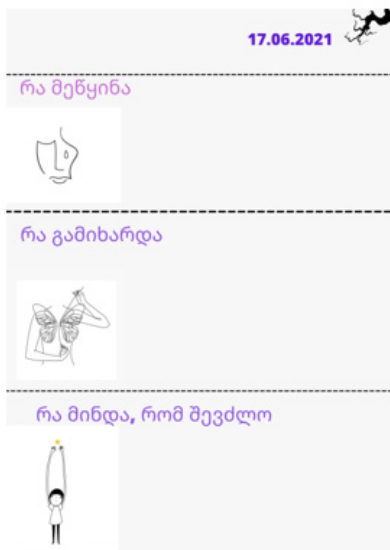 17.06.2021
რა მეწყინა
რა გამიხარდა
რა მინდა, რომ შევძლო